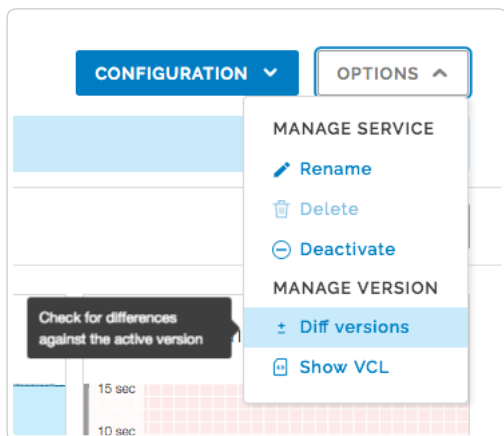 CONFIGURATION
OPTIONS
MANAGE SERVICE
Rename
Delete
Deactivate
MANAGE VERSION
Check for differences
against the active version
Diff versions
Show VCL
15 sec
10 sec